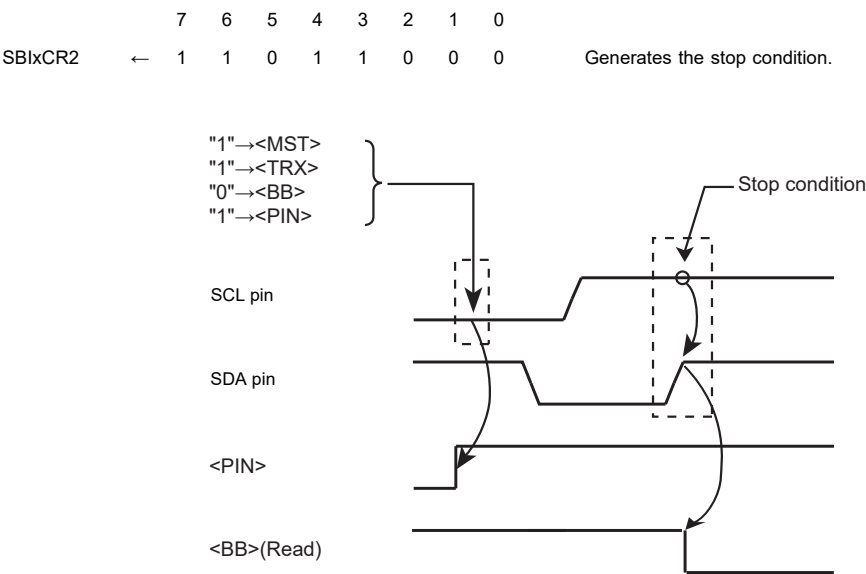 7 6 5 4 3 2 1 0
SBIxCR2 ← 1 1 0 1 1 0 0 0 Generates the stop condition.
"1"→<MST>
"1"→<TRX>
"0"→<BB>
"1"→<PIN>
Stop condition
SCL pin
SDA pin
<PIN>
<BB>(Read)